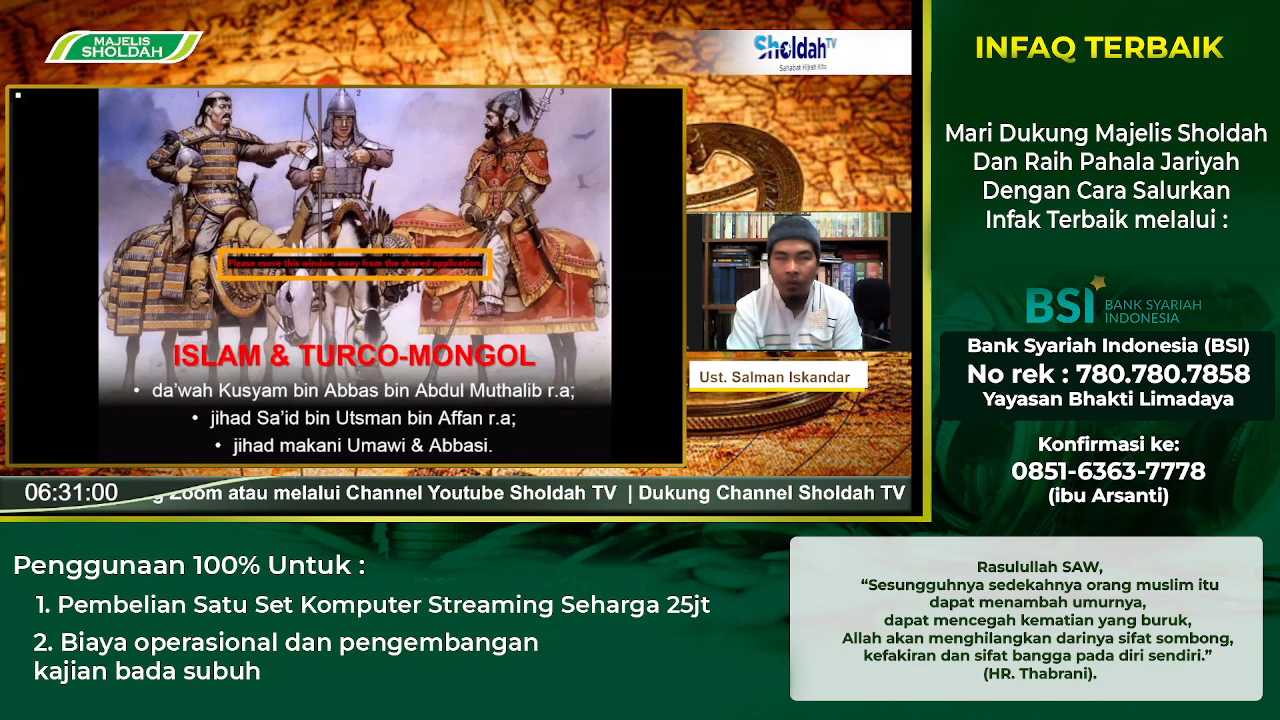 MAJELIS
SHOLDAH
Sholdah TV
Sahabat Hijrah Kita
1
2
3
Please move this window away from the shared application.
ISLAM & TURCO-MONGOL
• da'wah Kusyam bin Abbas bin Abdul Muthalib r.a;
• jihad Sa'id bin Utsman bin Affan r.a;
• jihad makani Umawi & Abbasi.
Ust. Salman Iskandar
06:31:00
g Zoom atau melalui Channel Youtube Sholdah TV | Dukung Channel Sholdah TV
INFAQ TERBAIK
Mari Dukung Majelis Sholdah
Dan Raih Pahala Jariyah
Dengan Cara Salurkan
Infak Terbaik melalui :
BSI BANK SYARIAH
INDONESIA
Bank Syariah Indonesia (BSI)
No rek : 780.780.7858
Yayasan Bhakti Limadaya
Konfirmasi ke:
0851-6363-7778
(ibu Arsanti)
Penggunaan 100% Untuk :
1. Pembelian Satu Set Komputer Streaming Seharga 25jt
2. Biaya operasional dan pengembangan
kajian bada subuh
Rasulullah SAW,
“Sesungguhnya sedekahnya orang muslim itu
dapat menambah umurnya,
dapat mencegah kematian yang buruk,
Allah akan menghilangkan darinya sifat sombong,
kefakiran dan sifat bangga pada diri sendiri.”
(HR. Thabrani).